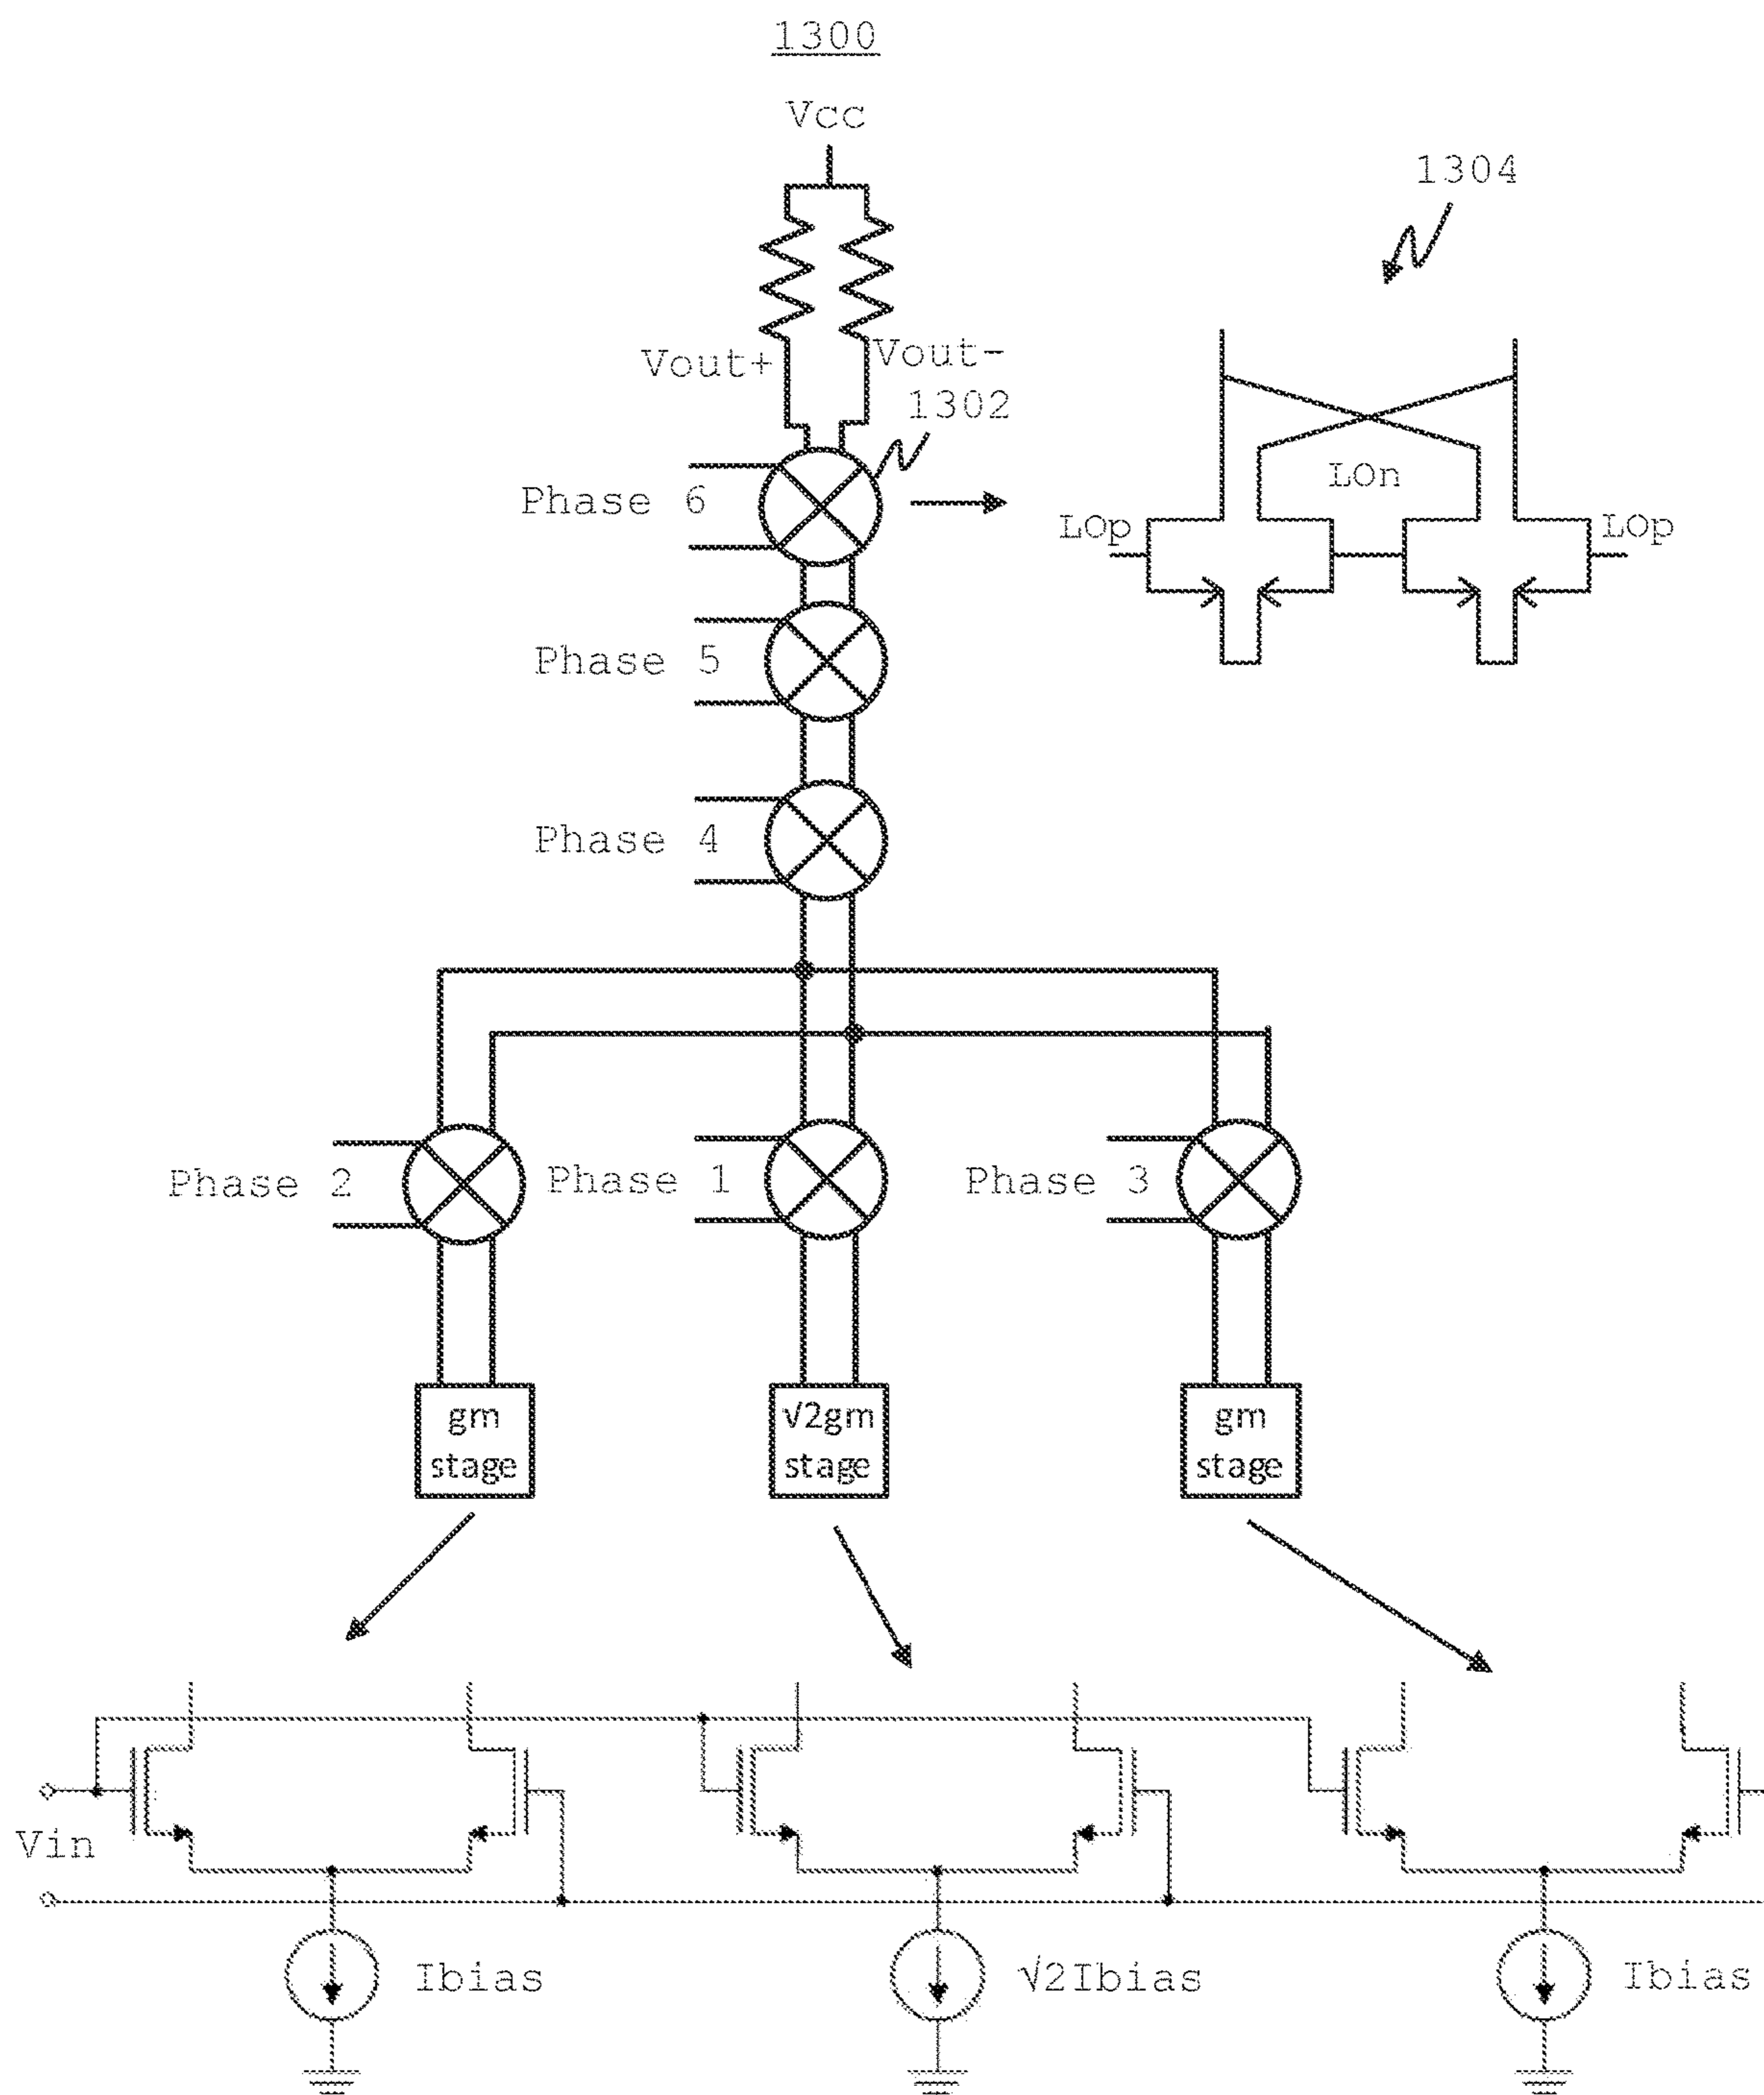 1300
Vcc
1304
Vout+
Vout-
1302
Phase 6
LOn
LOp
LOp
Phase 5
Phase 4
Phase 2
Phase 1
Phase 3
gm
stage
√2gm
stage
gm
stage
Vin
Ibias
√2Ibias
Ibias